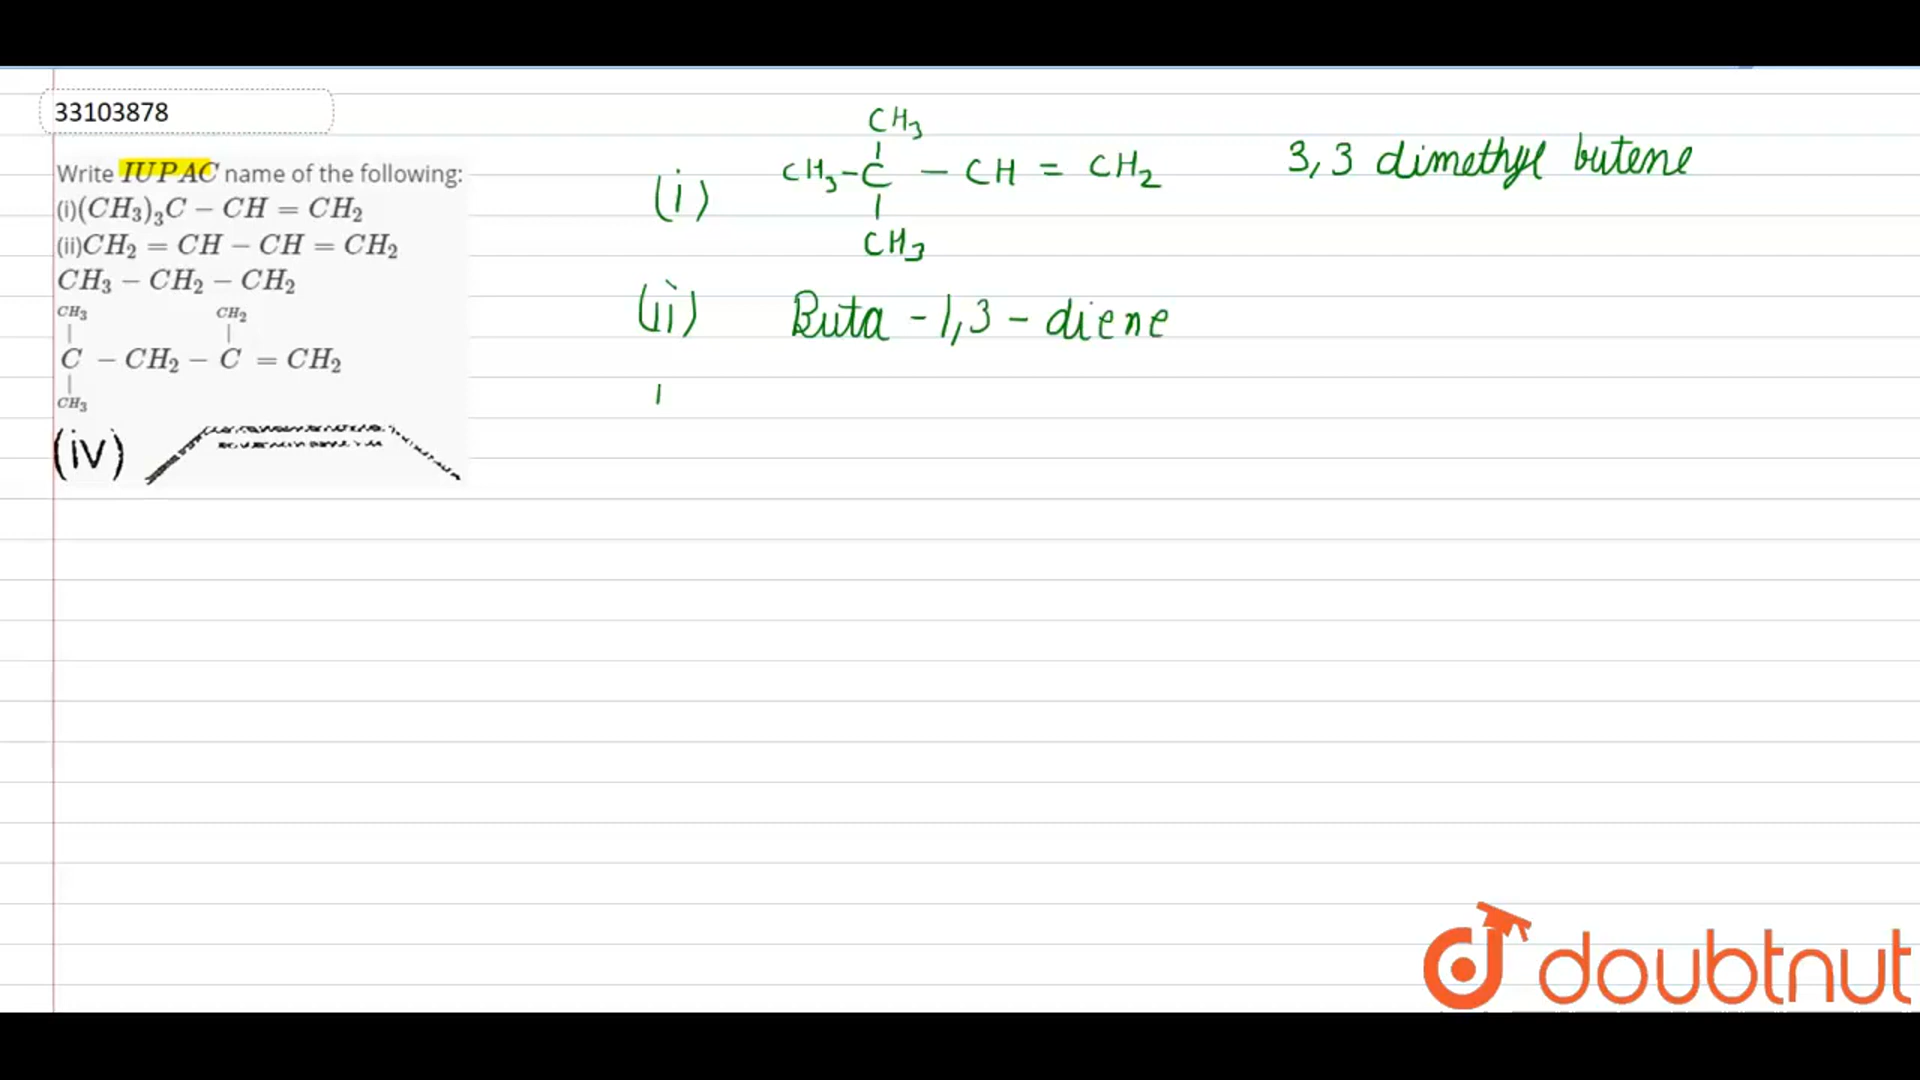 33103878
Write IUPAC name of the following:
(i)(CH₃)₃C − CH = CH₂
(ii)CH₂ = CH − CH = CH₂
CH₃ − CH₂ − CH₂
CH₃ CH₂
| |
C − CH₂ − C = CH₂
|
CH₃
(iv)
CH₃
|
(i) CH₃-C — CH = CH₂ 3,3 dimethyl butene
|
CH₃
(ii) Buta -1,3 - diene
doubtnut